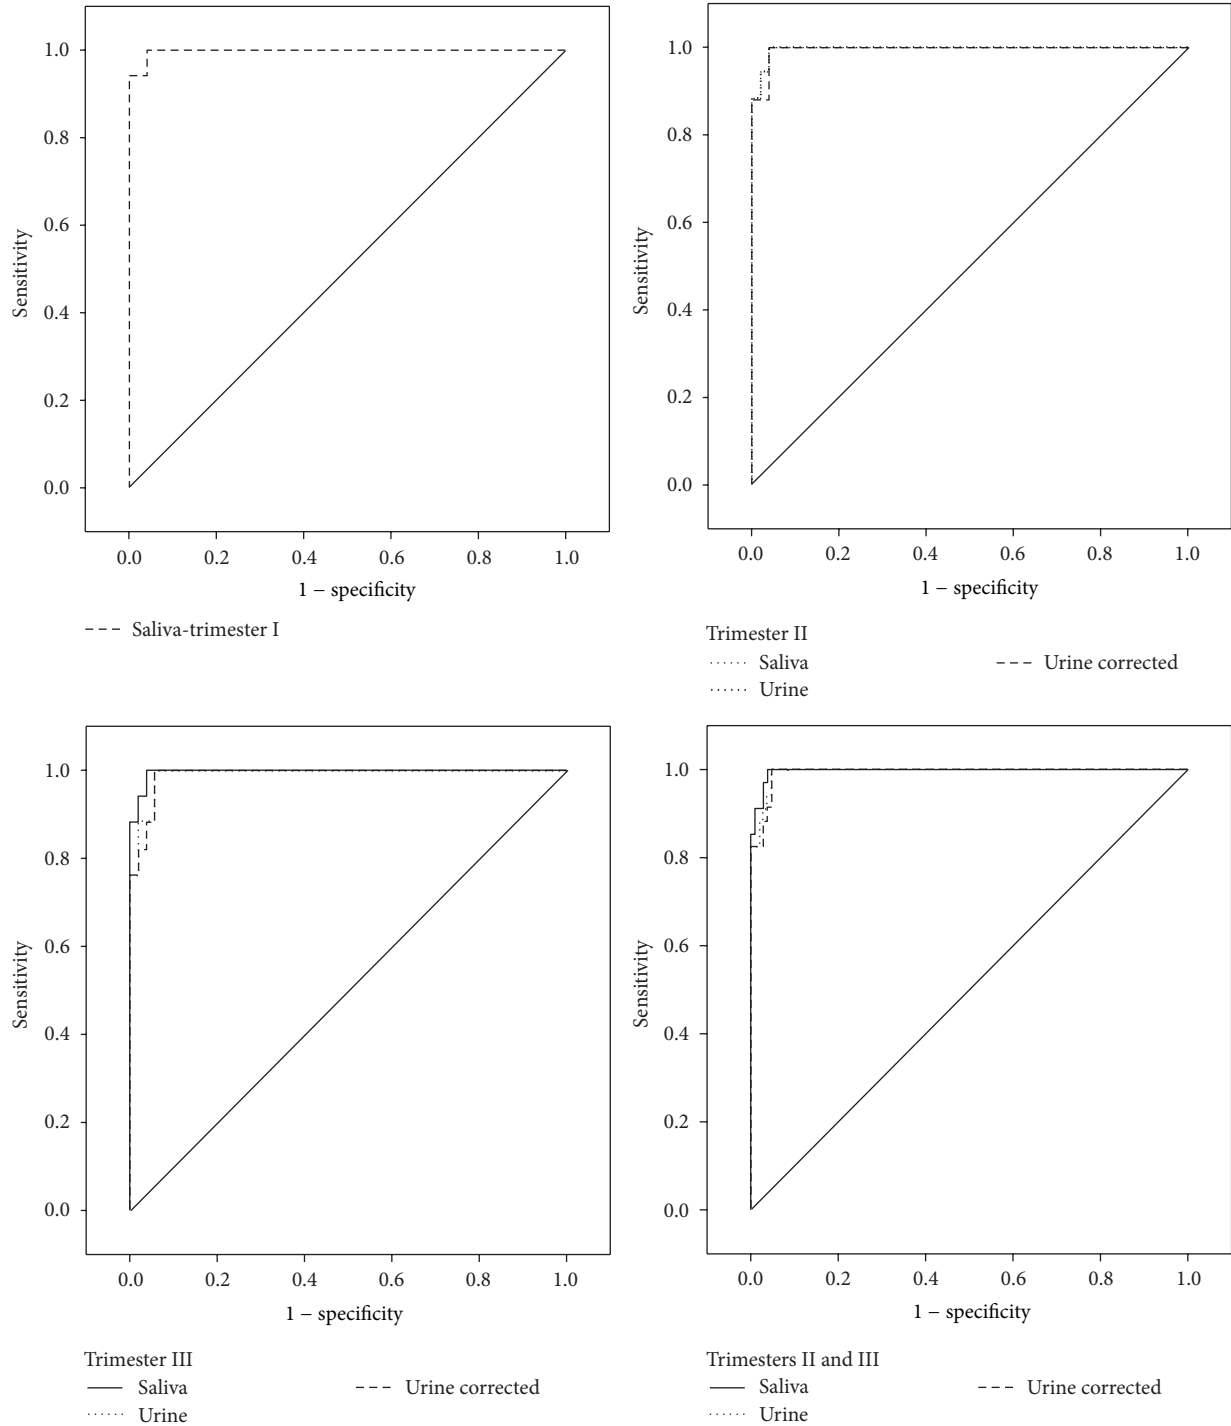 1.0
0.8
0.6
0.4
0.2
0.0
Sensitivity
0.0 0.2 0.4 0.6 0.8 1.0
1 − specificity
Saliva-trimester I
1.0
0.8
0.6
0.4
0.2
0.0
Sensitivity
0.0 0.2 0.4 0.6 0.8 1.0
1 − specificity
Trimester II
Saliva
Urine
Urine corrected
1.0
0.8
0.6
0.4
0.2
0.0
Sensitivity
0.0 0.2 0.4 0.6 0.8 1.0
1 − specificity
Trimester III
Saliva
Urine
Urine corrected
1.0
0.8
0.6
0.4
0.2
0.0
Sensitivity
0.0 0.2 0.4 0.6 0.8 1.0
1 − specificity
Trimesters II and III
Saliva
Urine
Urine corrected